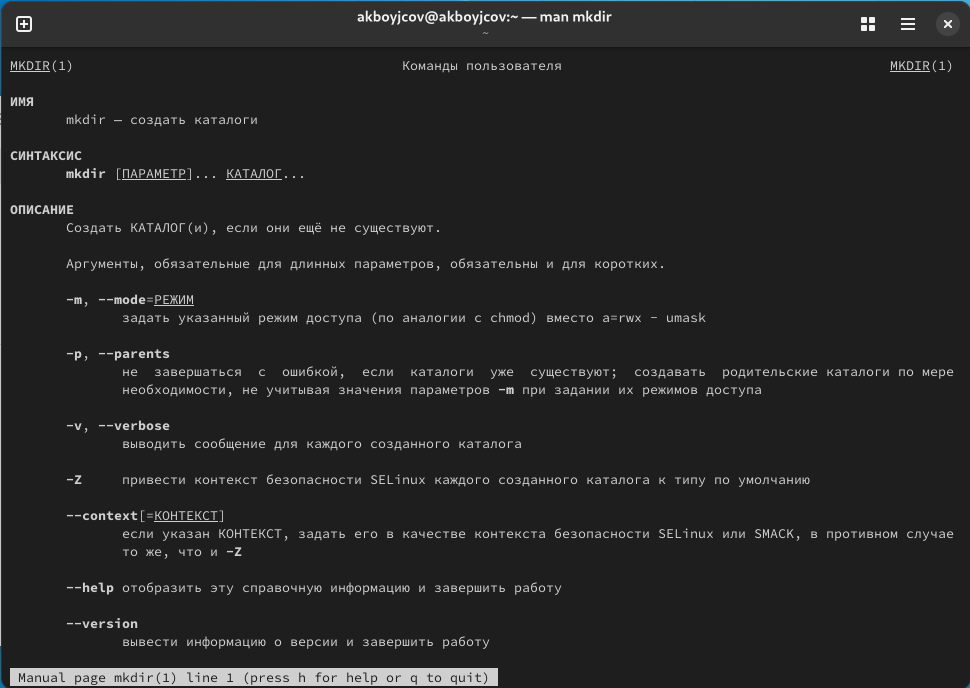 akboyjcov@akboyjcov:~ — man mkdir
~
MKDIR(1) Команды пользователя MKDIR(1)
ИМЯ
mkdir — создать каталоги
СИНТАКСИС
mkdir [ПАРАМЕТР]... КАТАЛОГ...
ОПИСАНИЕ
Создать КАТАЛОГ(и), если они ещё не существуют.
Аргументы, обязательные для длинных параметров, обязательны и для коротких.
-m, --mode=РЕЖИМ
задать указанный режим доступа (по аналогии с chmod) вместо a=rwx - umask
-p, --parents
не завершаться с ошибкой, если каталоги уже существуют; создавать родительские каталоги по мере
необходимости, не учитывая значения параметров -m при задании их режимов доступа
-v, --verbose
выводить сообщение для каждого созданного каталога
-Z привести контекст безопасности SELinux каждого созданного каталога к типу по умолчанию
--context[=КОНТЕКСТ]
если указан КОНТЕКСТ, задать его в качестве контекста безопасности SELinux или SMACK, в противном случае
то же, что и -Z
--help отобразить эту справочную информацию и завершить работу
--version
вывести информацию о версии и завершить работу
Manual page mkdir(1) line 1 (press h for help or q to quit)